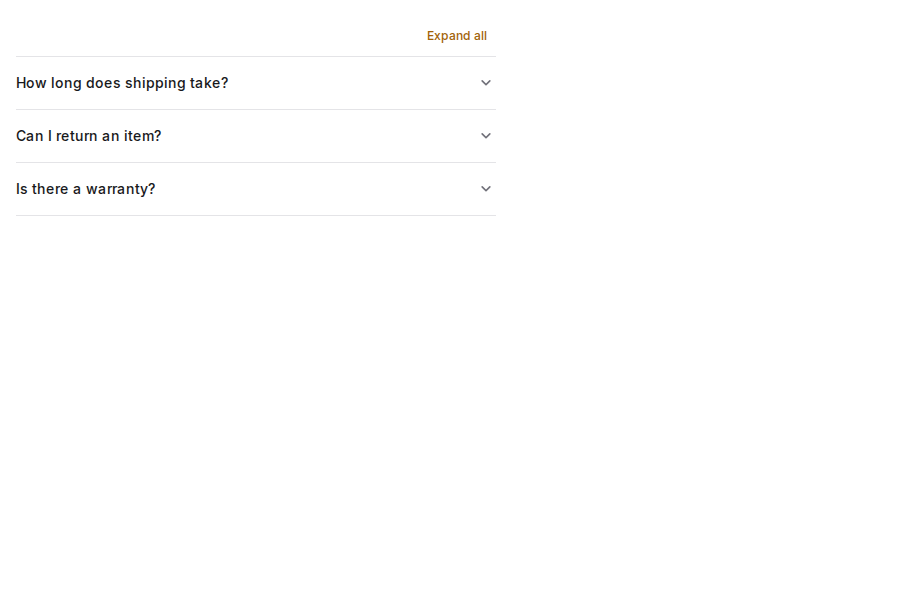 Expand all
How long does shipping take?
Can I return an item?
Is there a warranty?